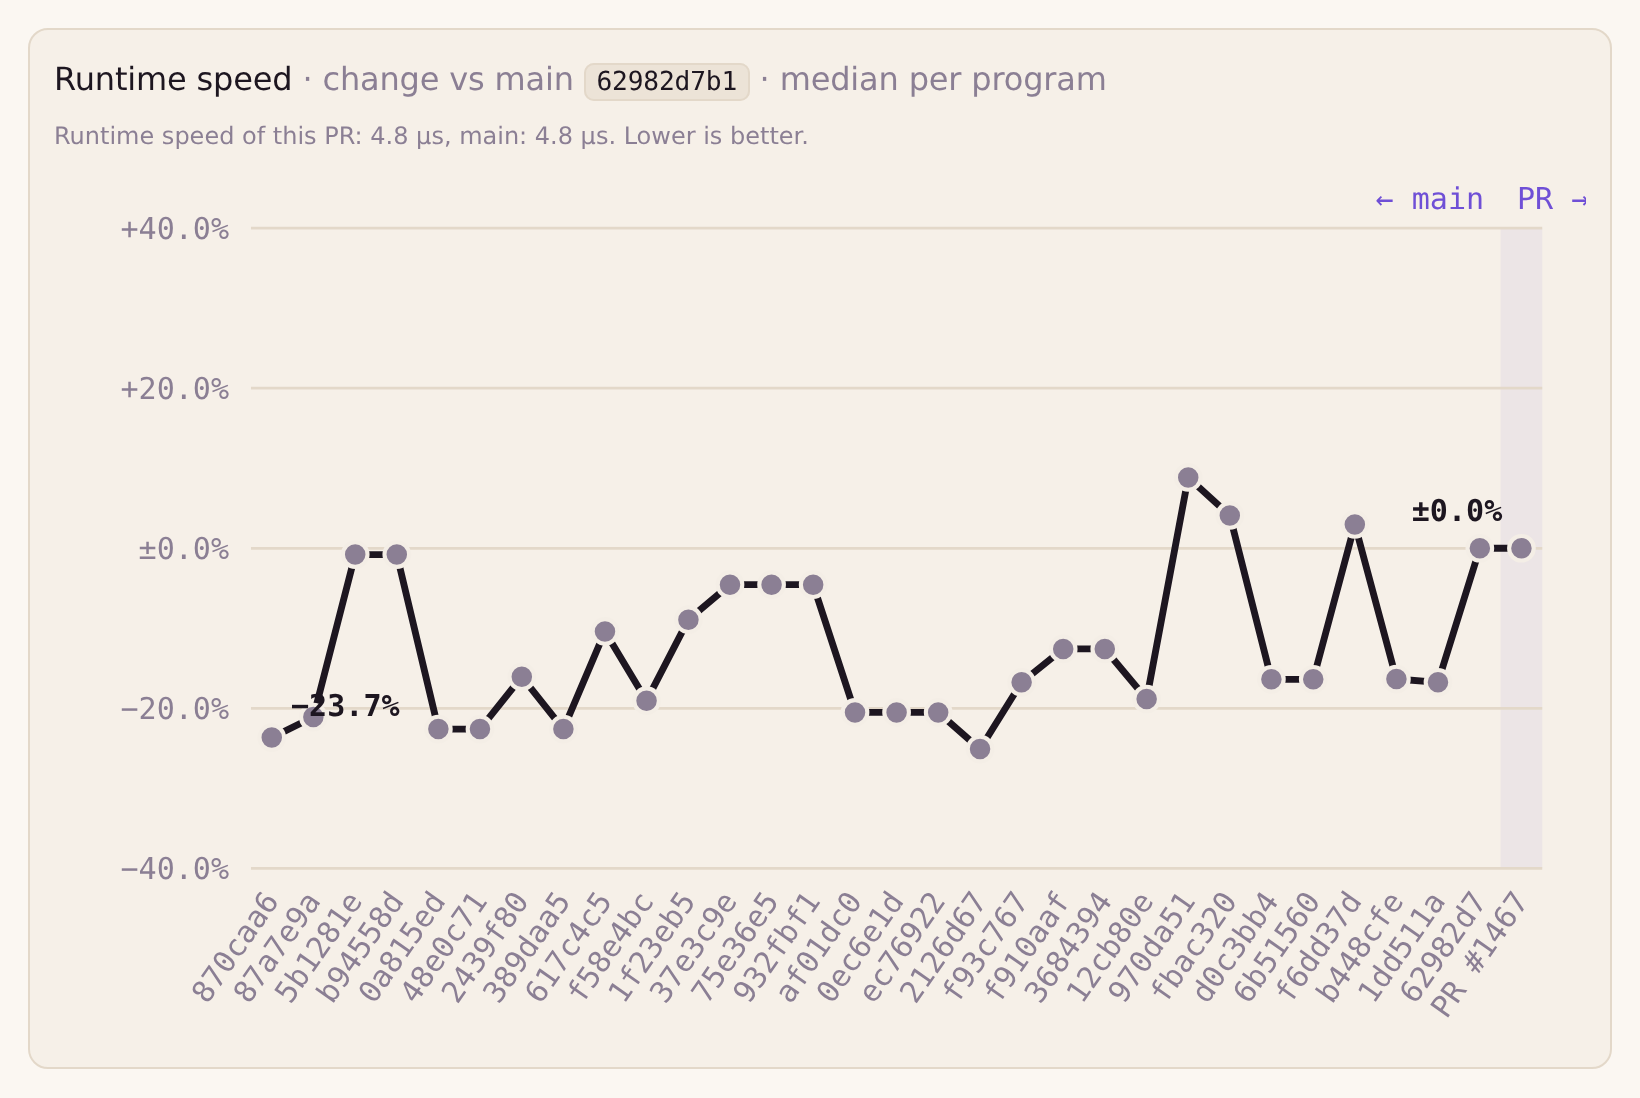 Runtime speed · change vs main 62982d7b1 · median per program
Runtime speed of this PR: 4.8 µs, main: 4.8 µs. Lower is better.
← main PR →
+40.0%
+20.0%
±0.0%
−20.0%
−40.0%
−23.7%
±0.0%
870caa6
87a7e9a
5b1281e
b94558d
0a815ed
48e0c71
2439f80
389daa5
617c4c5
f58e4bc
1f23eb5
37e3c9e
75e36e5
932fbf1
af01dc0
0ec6e1d
ec76922
2126d67
f93c767
f910aaf
3684394
12cb80e
970da51
fbac320
d0c3bb4
6b51560
f6dd37d
b448cfe
1dd511a
62982d7
PR #1467